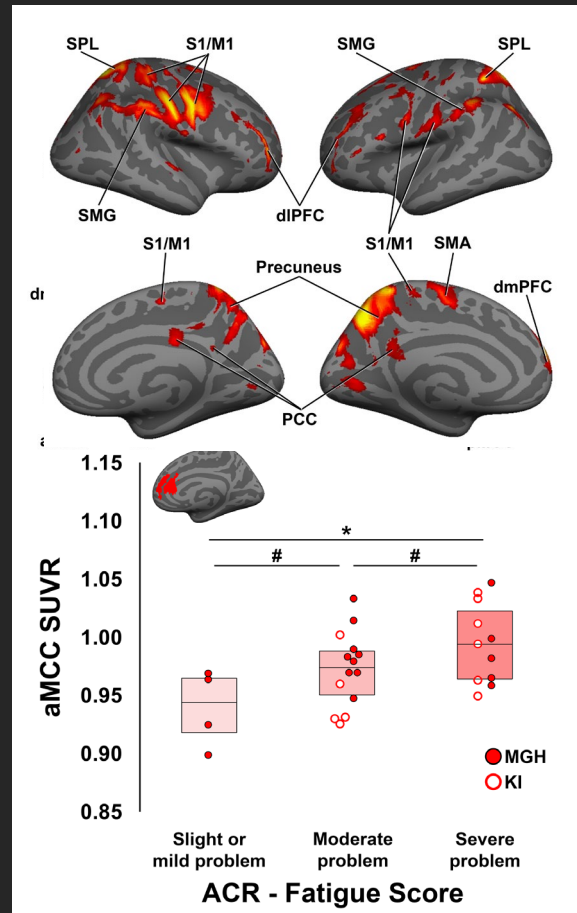 SPL S1/M1 SMG SPL
SMG dlPFC
S1/M1 S1/M1 SMA
Precuneus dmPFC
PCC
1.15
1.10
1.05
1.00
0.95
0.90
0.85
aMCC SUVR
*
# #
MGH
KI
Slight or Moderate Severe
mild problem problem problem
ACR - Fatigue Score